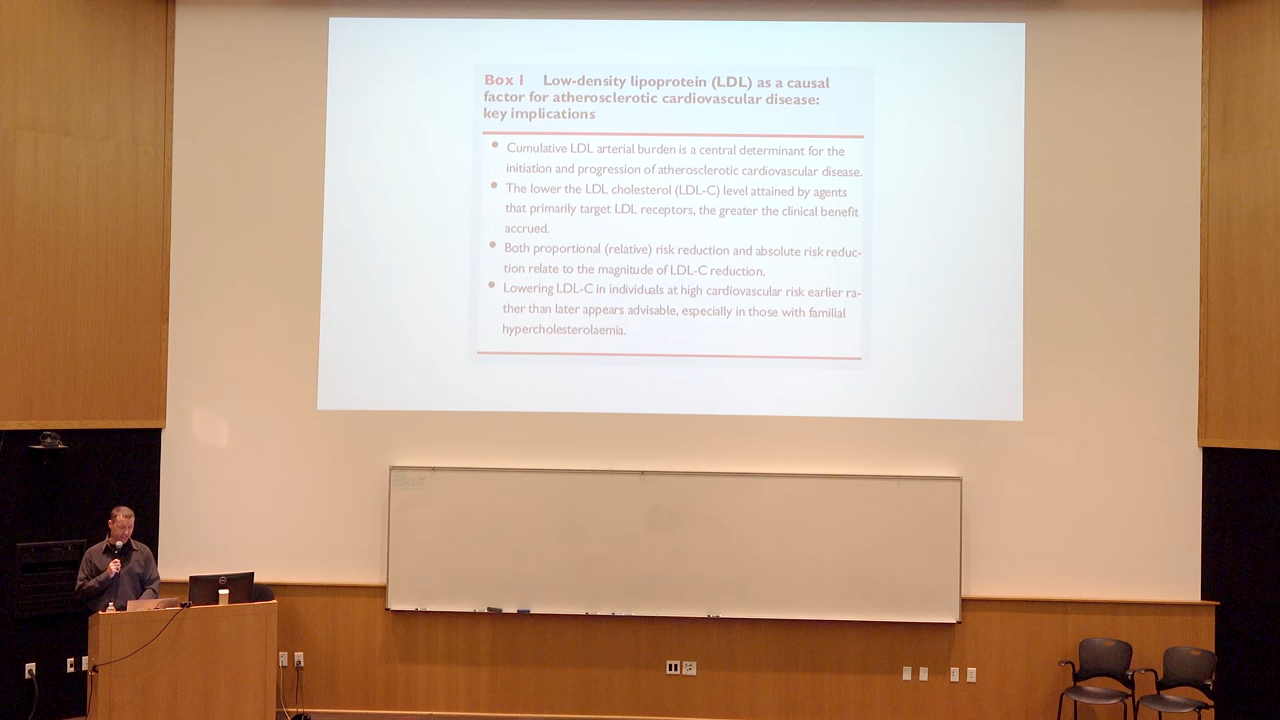 Box 1 Low-density lipoprotein (LDL) as a causal
factor for atherosclerotic cardiovascular disease:
key implications
• Cumulative LDL arterial burden is a central determinant for the
initiation and progression of atherosclerotic cardiovascular disease.
• The lower the LDL cholesterol (LDL-C) level attained by agents
that primarily target LDL receptors, the greater the clinical benefit
accrued.
• Both proportional (relative) risk reduction and absolute risk reduc-
tion relate to the magnitude of LDL-C reduction.
• Lowering LDL-C in individuals at high cardiovascular risk earlier ra-
ther than later appears advisable, especially in those with familial
hypercholesterolaemia.